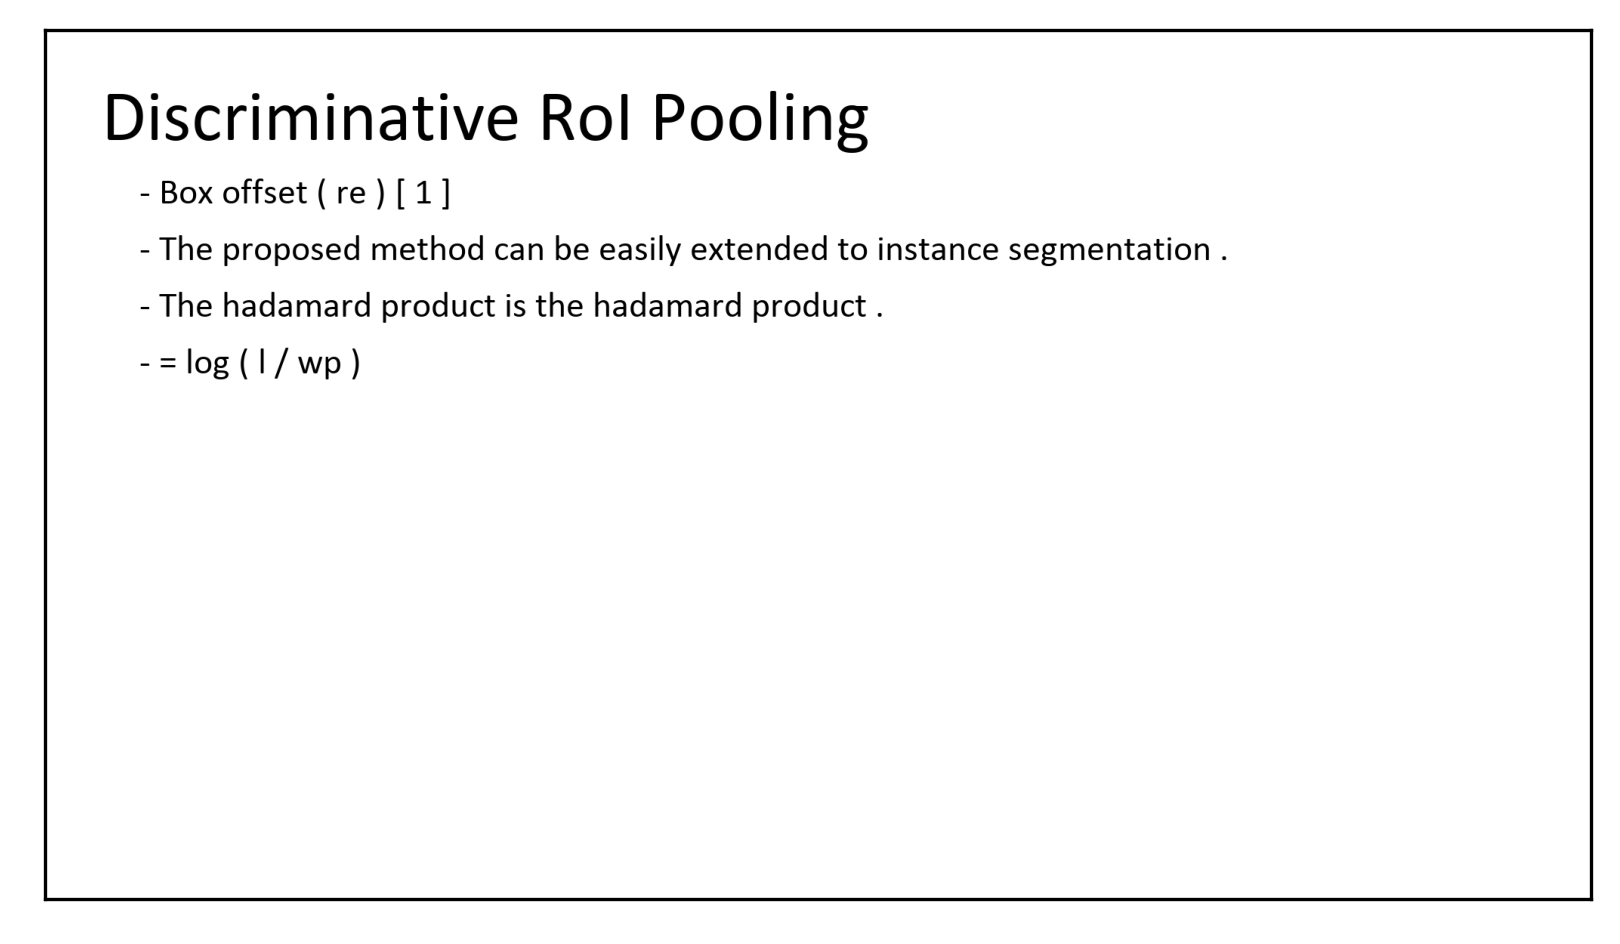 Discriminative RoI Pooling
- Box offset ( re ) [ 1 ]
- The proposed method can be easily extended to instance segmentation .
- The hadamard product is the hadamard product .
- = log ( l / wp )